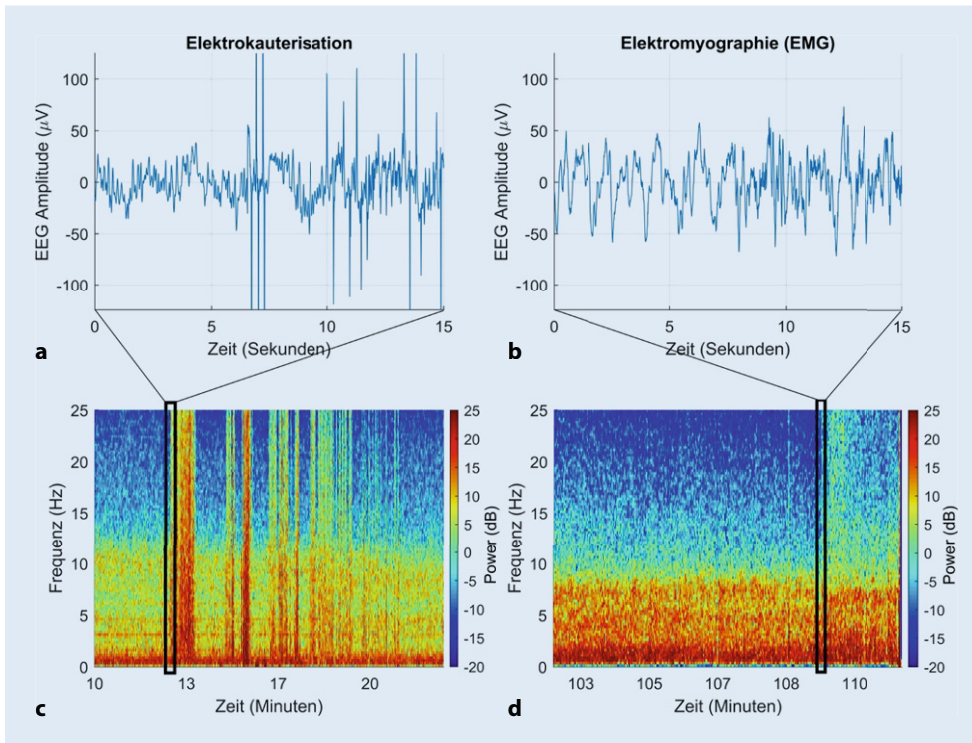 Elektrokauterisation
EEG Amplitude (μV)
100
50
0
-50
-100
0 5 10 15
Zeit (Sekunden)
a
Elektromyographie (EMG)
EEG Amplitude (μV)
100
50
0
-50
-100
0 5 10 15
Zeit (Sekunden)
b
Frequenz (Hz)
25
20
15
10
5
0
10 13 17 20
Zeit (Minuten)
25
20
15
10
5
0
-5
-10
-15
-20
Power (dB)
c
Frequenz (Hz)
25
20
15
10
5
0
103 105 107 108 110
Zeit (Minuten)
25
20
15
10
5
0
-5
-10
-15
-20
Power (dB)
d